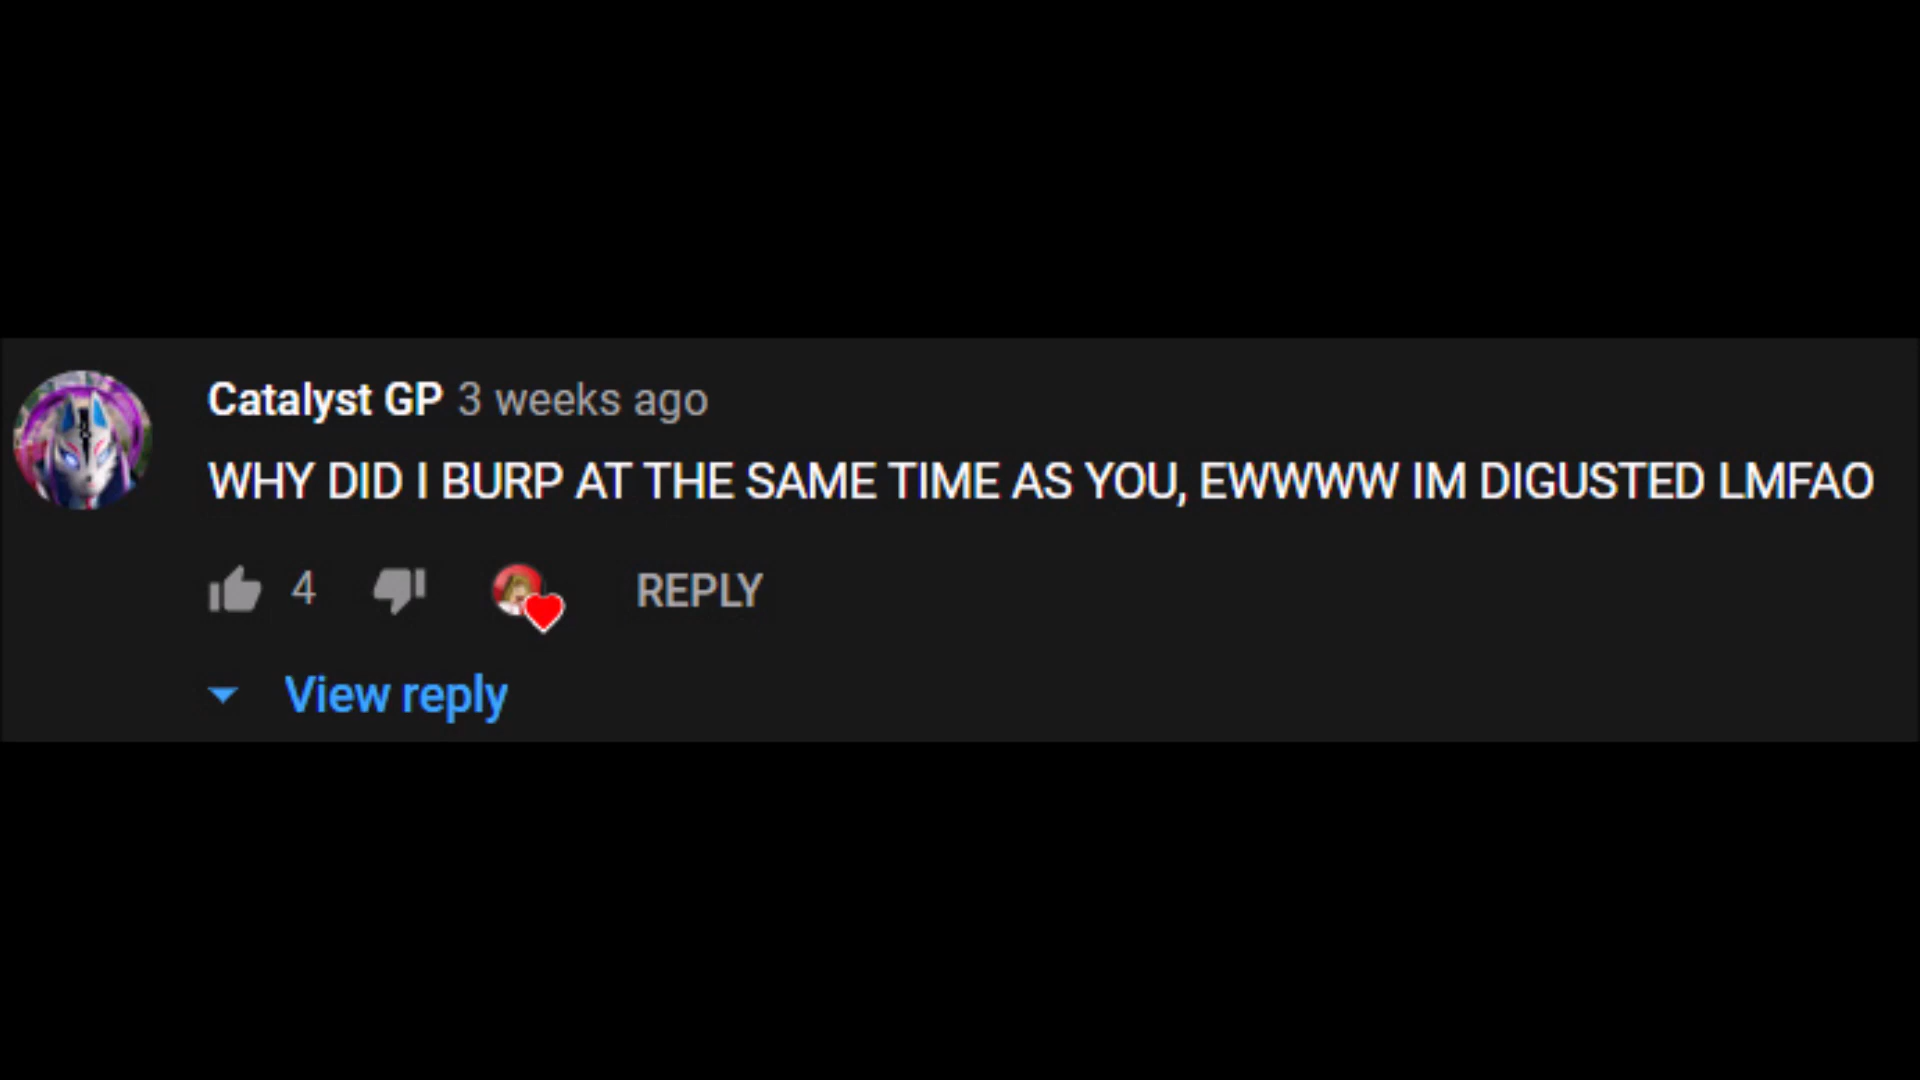 Catalyst GP 3 weeks ago
WHY DID I BURP AT THE SAME TIME AS YOU, EWWWW IM DIGUSTED LMFAO
4 REPLY
View reply